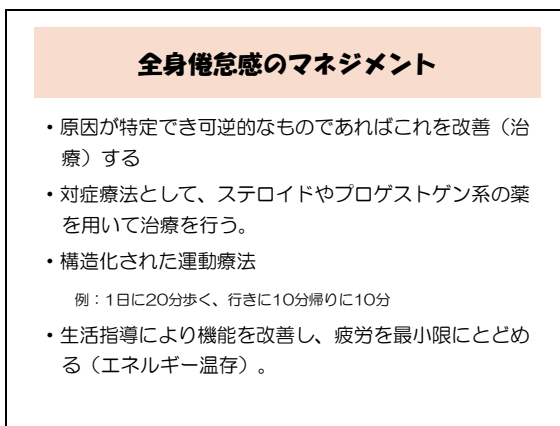 全身倦怠感のマネジメント
・原因が特定でき可逆的なものであればこれを改善（治
療）する
・対症療法として、ステロイドやプロゲストゲン系の薬
を用いて治療を行う。
・構造化された運動療法
例：1日に20分歩く、行きに10分帰りに10分
・生活指導により機能を改善し、疲労を最小限にとどめ
る（エネルギー温存）。